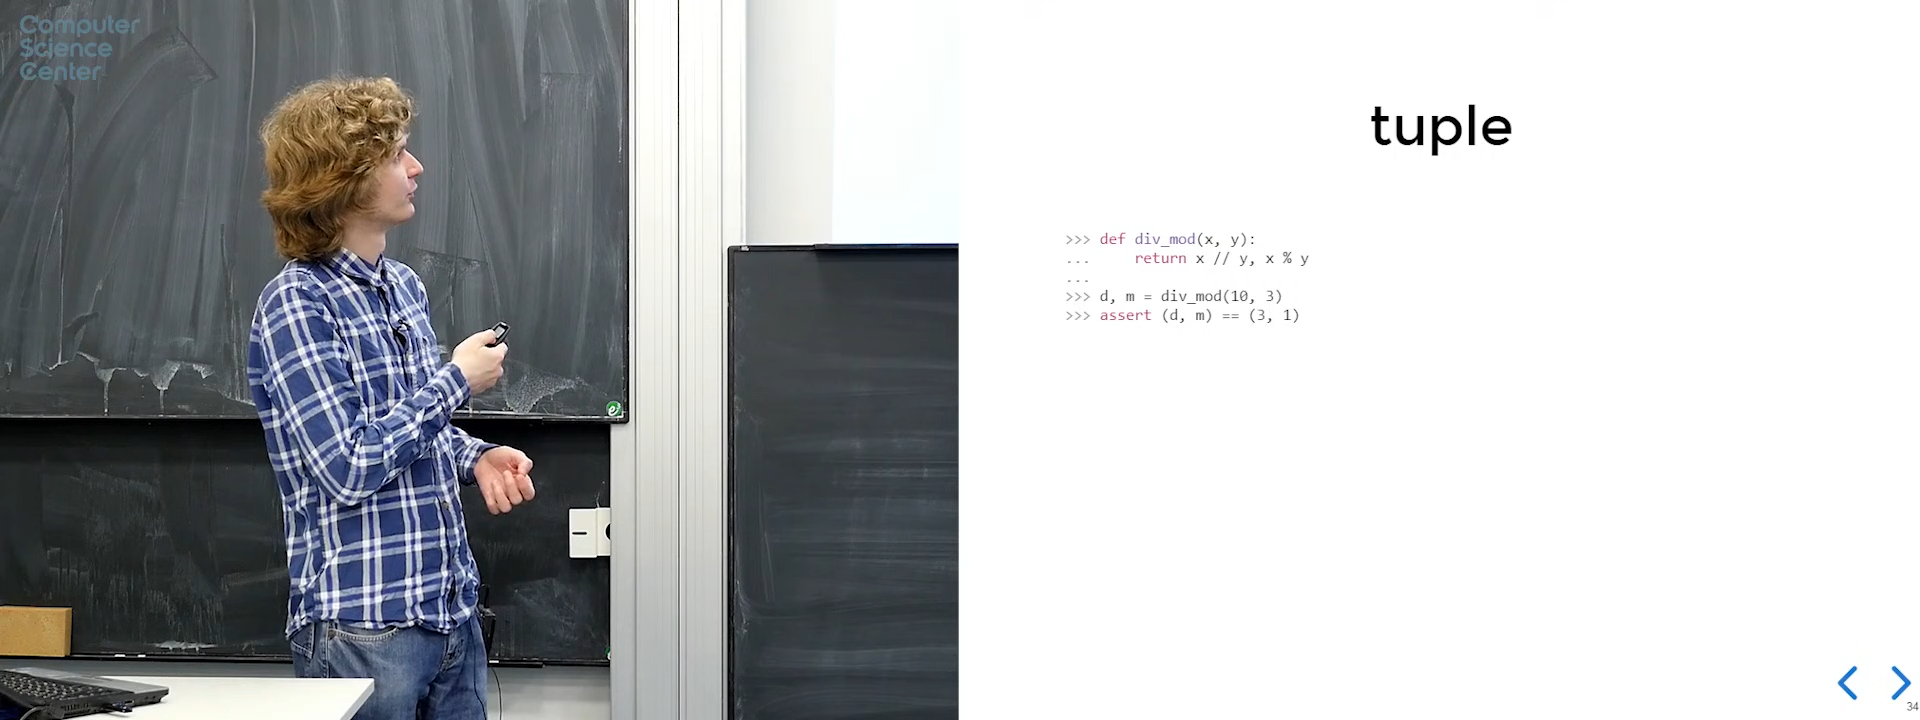 Computer
Science
Center
tuple
>>> def div_mod(x, y):
...     return x // y, x % y
...
>>> d, m = div_mod(10, 3)
>>> assert (d, m) == (3, 1)
34